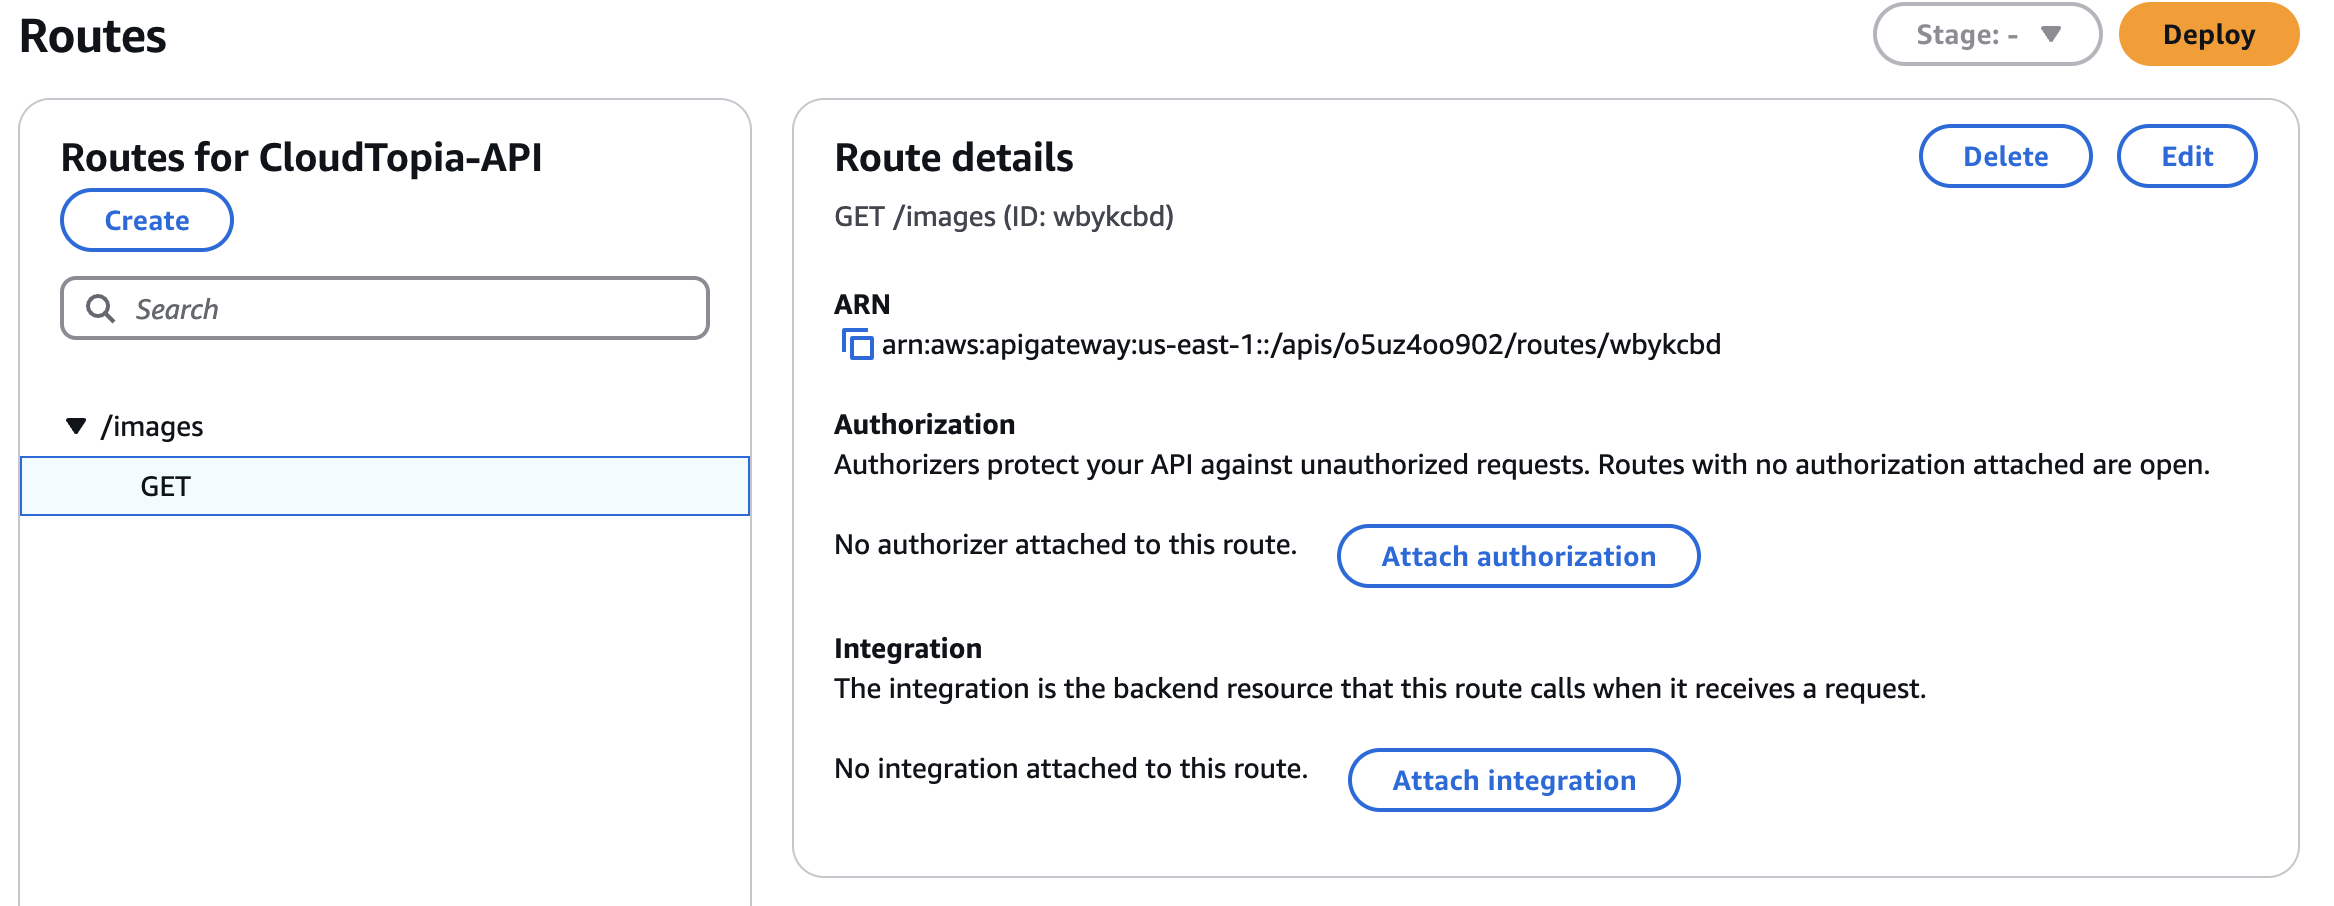 Routes
Stage: -
Deploy
Routes for CloudTopia-API
Create
Search
/images
GET
Route details
Delete
Edit
GET /images (ID: wbykcbd)
ARN
arn:aws:apigateway:us-east-1::/apis/o5uz4oo902/routes/wbykcbd
Authorization
Authorizers protect your API against unauthorized requests. Routes with no authorization attached are open.
No authorizer attached to this route.
Attach authorization
Integration
The integration is the backend resource that this route calls when it receives a request.
No integration attached to this route.
Attach integration